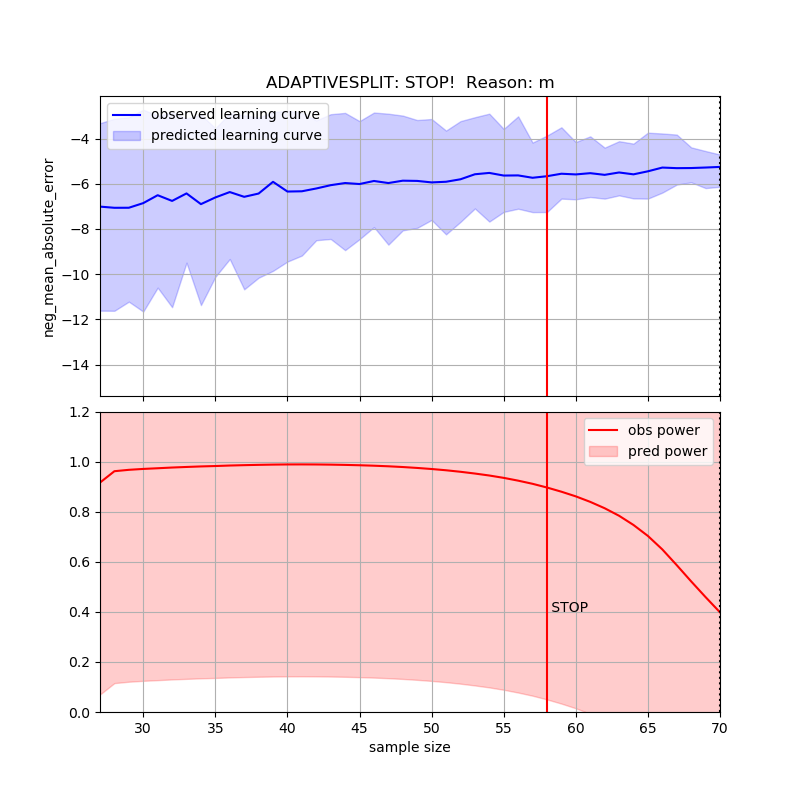 ADAPTIVESPLIT: STOP!  Reason: m
observed learning curve
predicted learning curve
neg_mean_absolute_error
−4
−6
−8
−10
−12
−14
obs power
pred power
STOP
1.2
1.0
0.8
0.6
0.4
0.2
0.0
30 35 40 45 50 55 60 65 70
sample size